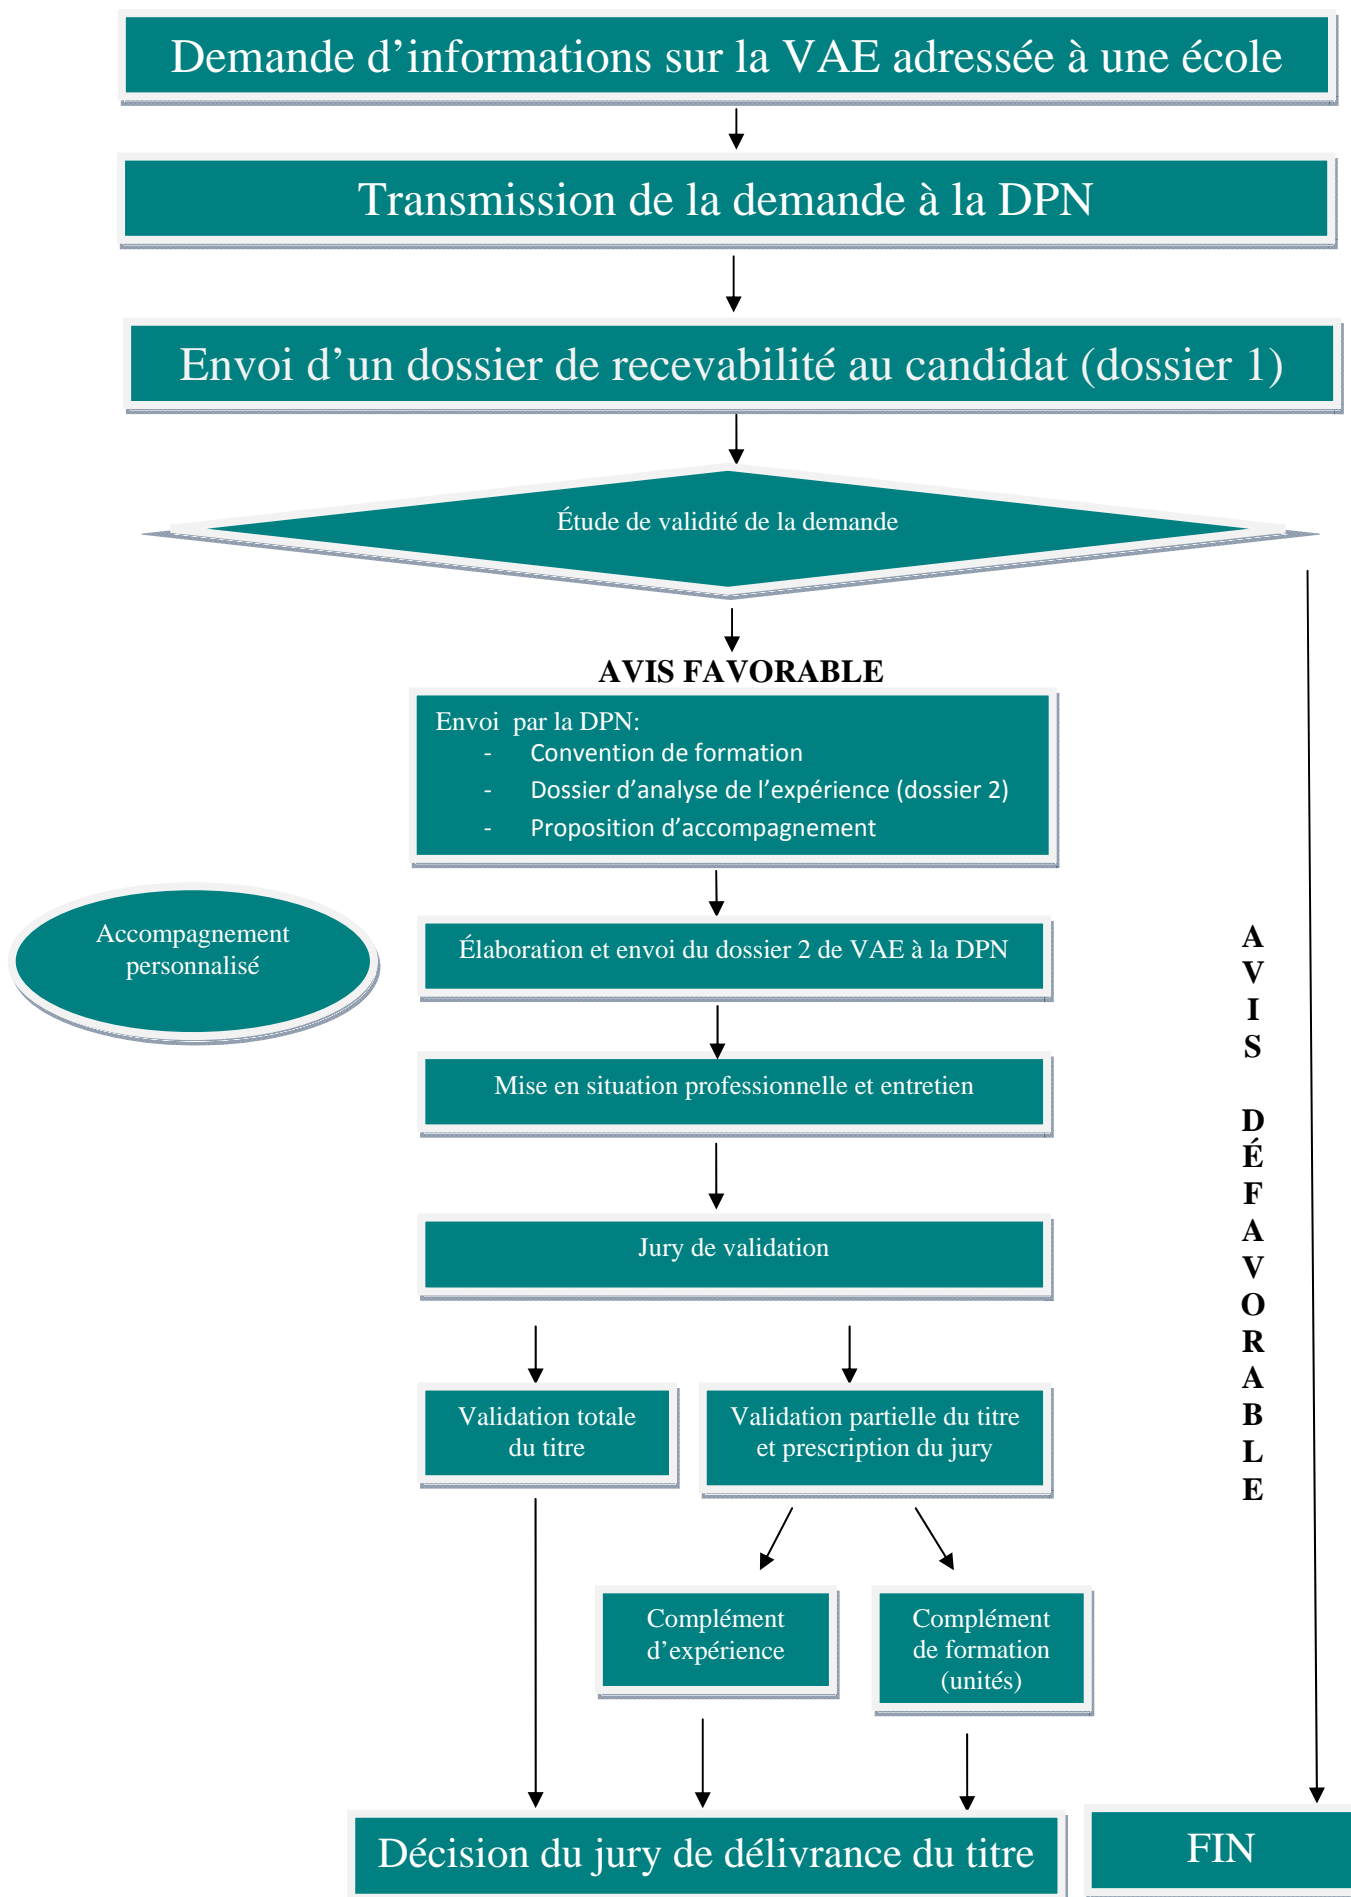 Demande d’informations sur la VAE adressée à une école
Transmission de la demande à la DPN
Envoi d’un dossier de recevabilité au candidat (dossier 1)
Étude de validité de la demande
AVIS FAVORABLE
Envoi par la DPN:
- Convention de formation
- Dossier d’analyse de l’expérience (dossier 2)
- Proposition d’accompagnement
Accompagnement
personnalisé
Élaboration et envoi du dossier 2 de VAE à la DPN
Mise en situation professionnelle et entretien
Jury de validation
Validation totale
du titre
Validation partielle du titre
et prescription du jury
Complément
d’expérience
Complément
de formation
(unités)
Décision du jury de délivrance du titre
A
V
I
S
D
É
F
A
V
O
R
A
B
L
E
FIN